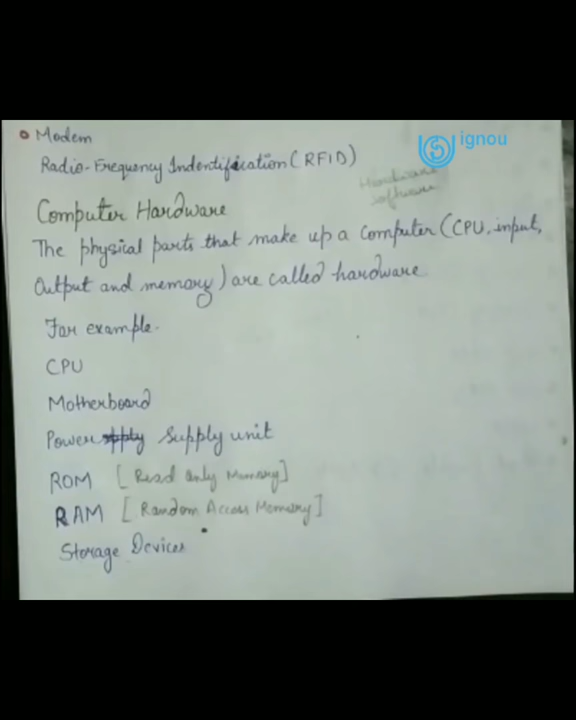 Modem
ignou
Radio-Frequency Indentification (RFID)
Hardware
software
Computer Hardware
The physical parts that make up a computer (CPU, input,
Output and memory) are called hardware.
For example.
CPU
Motherboard
Power supply unit
ROM [Read Only Memory]
RAM [Random Access Memory]
Storage Devices